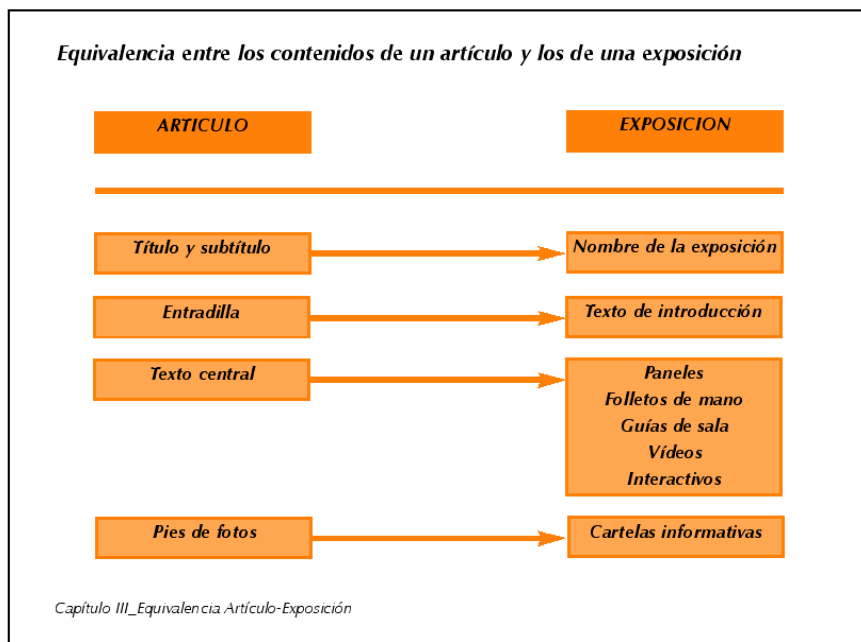 Equivalencia entre los contenidos de un artículo y los de una exposición
ARTICULO
EXPOSICION
Título y subtítulo
Nombre de la exposición
Entradilla
Texto de introducción
Texto central
Paneles
Folletos de mano
Guías de sala
Vídeos
Interactivos
Pies de fotos
Cartelas informativas
Capítulo III_Equivalencia Artículo-Exposición